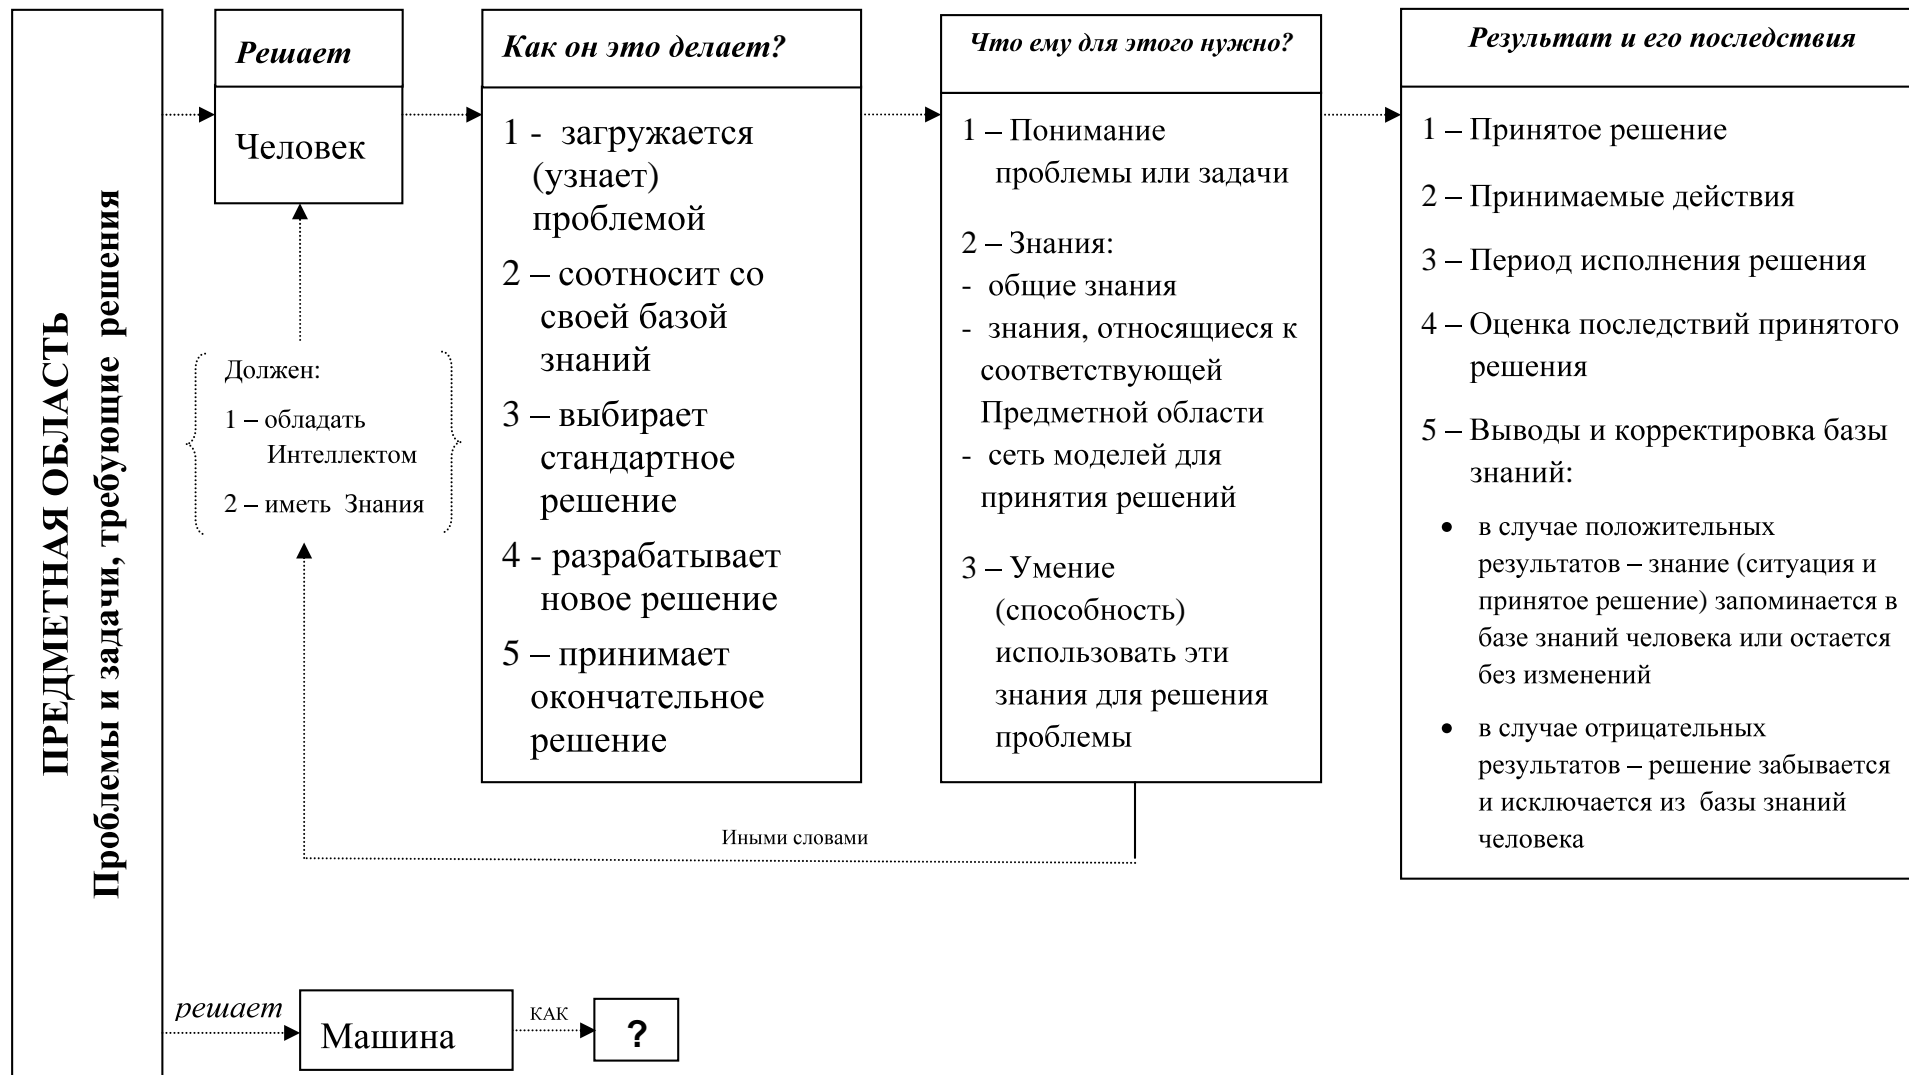 ПРЕДМЕТНАЯ ОБЛАСТЬ
Проблемы и задачи, требующие решения
Решает
Человек
Должен:
1 – обладать
Интеллектом
2 – иметь Знания
Как он это делает?
1 - загружается
(узнает)
проблемой
2 – соотносит со
своей базой
знаний
3 – выбирает
стандартное
решение
4 - разрабатывает
новое решение
5 – принимает
окончательное
решение
Что ему для этого нужно?
1 – Понимание
проблемы или задачи
2 – Знания:
- общие знания
- знания, относящиеся к
соответствующей
Предметной области
- сеть моделей для
принятия решений
3 – Умение
(способность)
использовать эти
знания для решения
проблемы
Результат и его последствия
1 – Принятое решение
2 – Принимаемые действия
3 – Период исполнения решения
4 – Оценка последствий принятого
решения
5 – Выводы и корректировка базы
знаний:
• в случае положительных
результатов – знание (ситуация и
принятое решение) запоминается в
базе знаний человека или остается
без изменений
• в случае отрицательных
результатов – решение забывается
и исключается из базы знаний
человека
Иными словами
решает
Машина
КАК
?